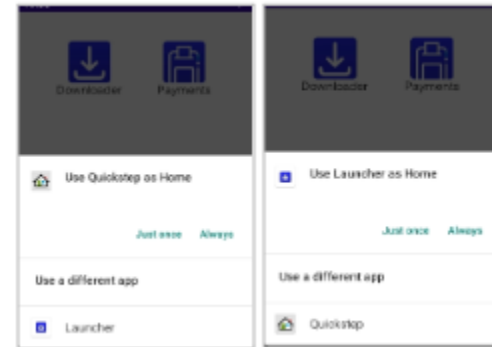 Downloader Payments
Use Quickstep as Home
Just once Always
Use a different app
Launcher
Downloader Payments
Use Launcher as Home
Just once Always
Use a different app
Quickstep